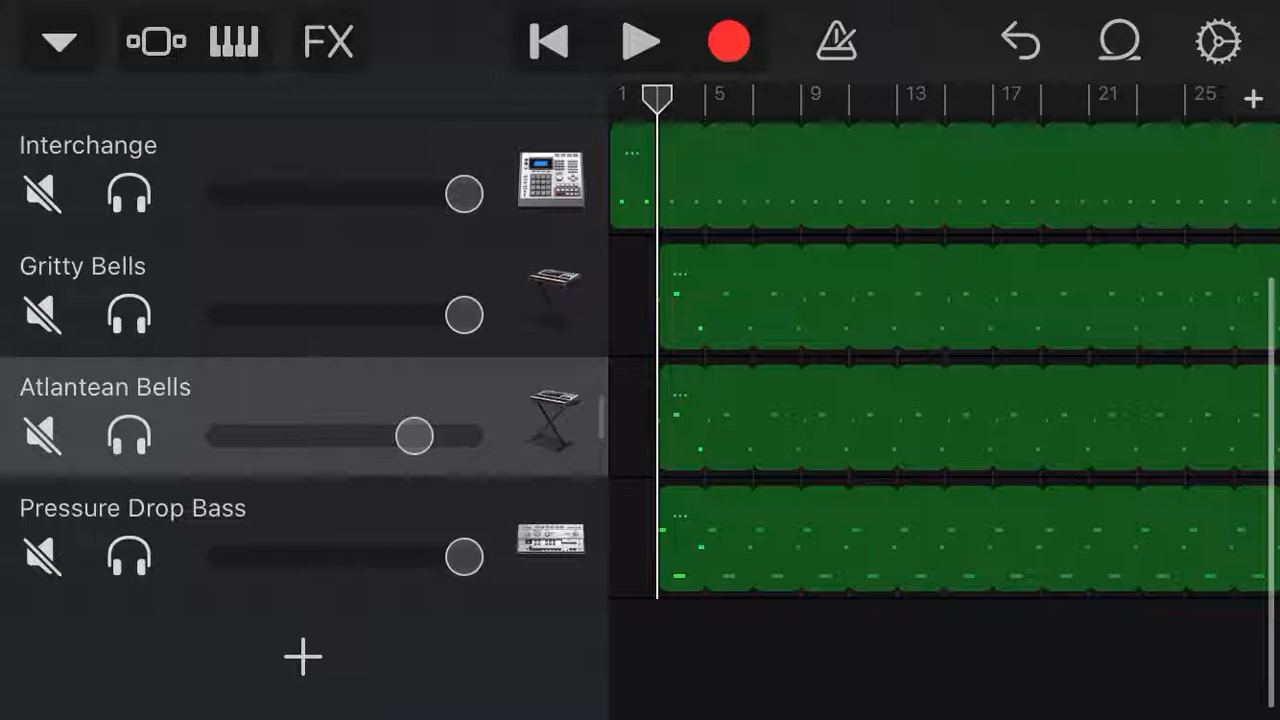 FX
1 5 9 13 17 21 25
Interchange
Gritty Bells
Atlantean Bells
Pressure Drop Bass